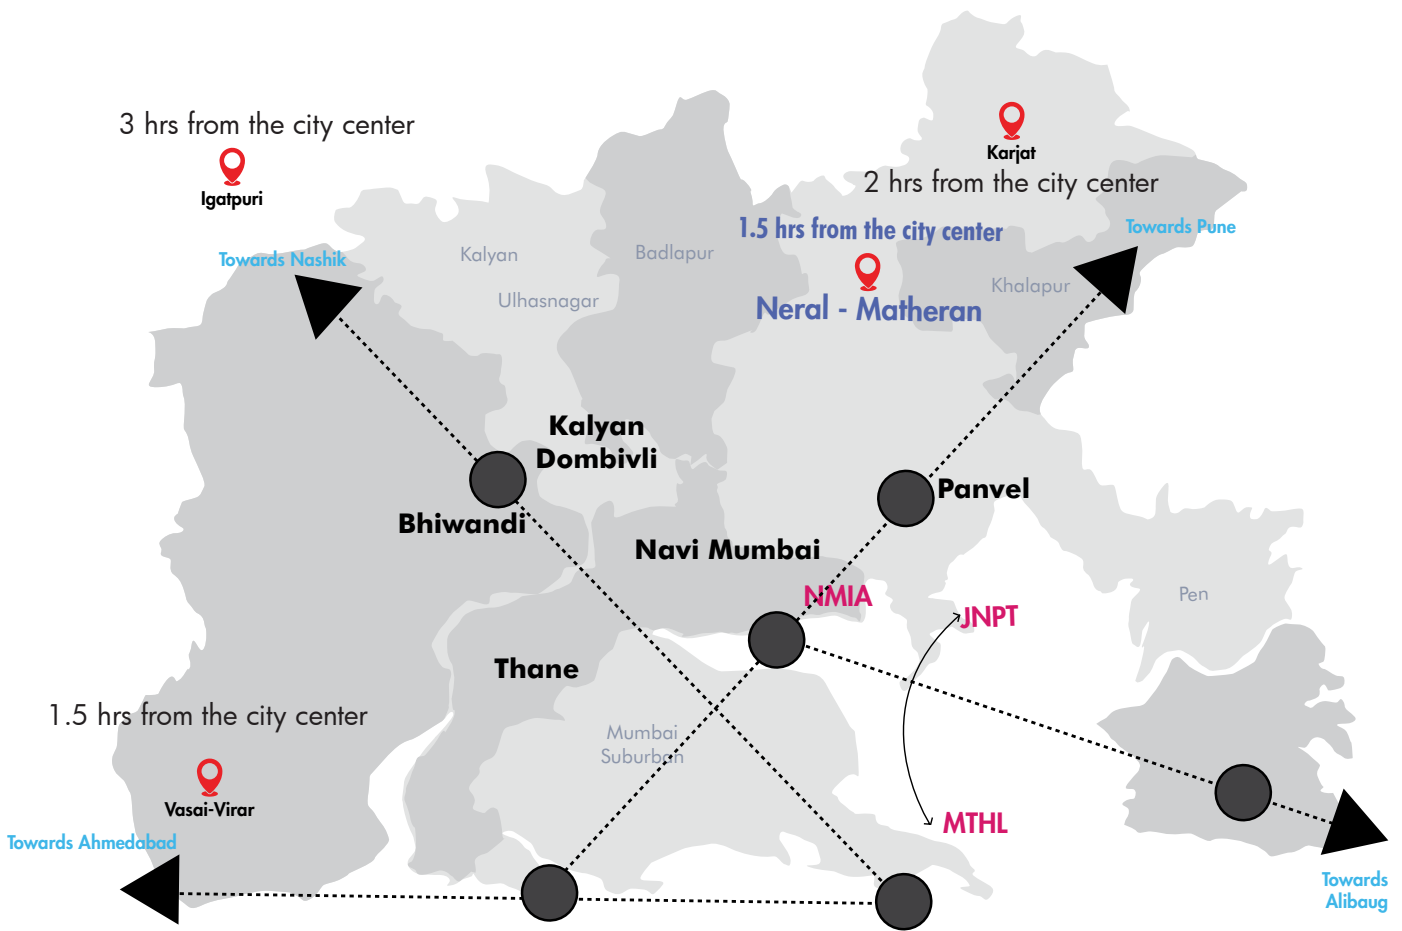 3 hrs from the city center
Igatpuri
Karjat
2 hrs from the city center
1.5 hrs from the city center
Neral - Matheran
Towards Nashik
Towards Pune
Kalyan
Badlapur
Ulhasnagar
Khalapur
Kalyan
Dombivli
Bhiwandi
Panvel
Navi Mumbai
NMIA
JNPT
Pen
Thane
1.5 hrs from the city center
Mumbai
Suburban
Vasai-Virar
MTHL
Towards Ahmedabad
Towards
Alibaug